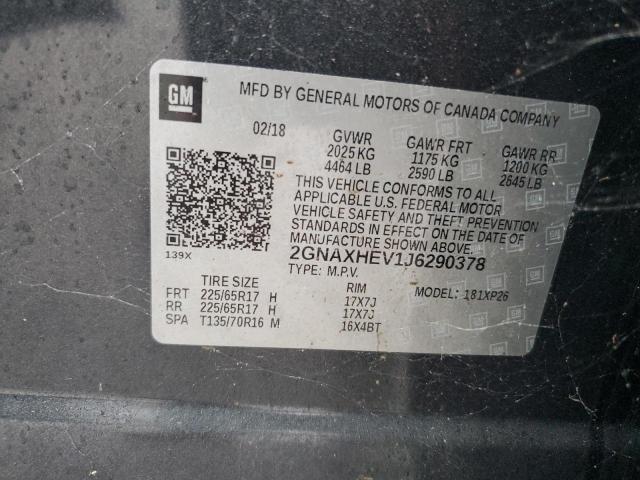 GM
MFD BY GENERAL MOTORS OF CANADA COMPANY
02/18 GVWR GAWR FRT GAWR RR
2025 KG 1175 KG 1200 KG
4464 LB 2590 LB 2645 LB
THIS VEHICLE CONFORMS TO ALL
APPLICABLE U.S. FEDERAL MOTOR
VEHICLE SAFETY AND THEFT PREVENTION
STANDARDS IN EFFECT ON THE DATE OF
MANUFACTURE SHOWN ABOVE.
139X
2GNAXHEV1J6290378
TYPE: M.P.V.
TIRE SIZE RIM MODEL: 181XP26
FRT 225/65R17 H 17X7J
RR 225/65R17 H 17X7J
SPA T135/70R16 M 16X4BT